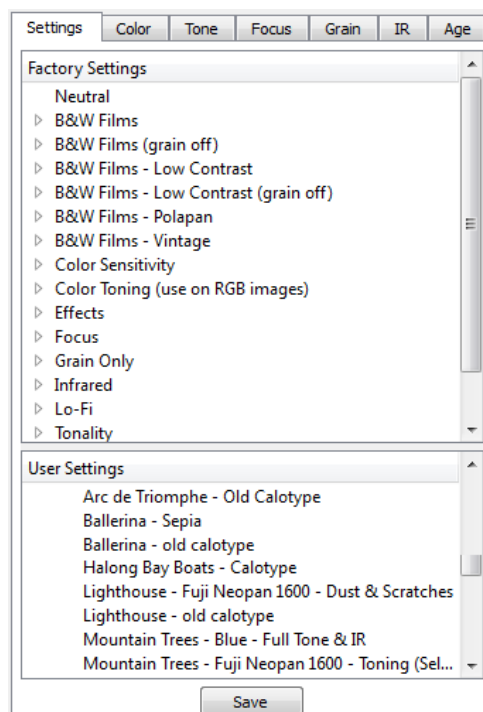 Settings Color Tone Focus Grain IR Age
Factory Settings
Neutral
B&W Films
B&W Films (grain off)
B&W Films - Low Contrast
B&W Films - Low Contrast (grain off)
B&W Films - Polapan
B&W Films - Vintage
Color Sensitivity
Color Toning (use on RGB images)
Effects
Focus
Grain Only
Infrared
Lo-Fi
Tonality
User Settings
Arc de Triomphe - Old Calotype
Ballerina - Sepia
Ballerina - old calotype
Halong Bay Boats - Calotype
Lighthouse - Fuji Neopan 1600 - Dust & Scratches
Lighthouse - old calotype
Mountain Trees - Blue - Full Tone & IR
Mountain Trees - Fuji Neopan 1600 - Toning (Sel...
Save